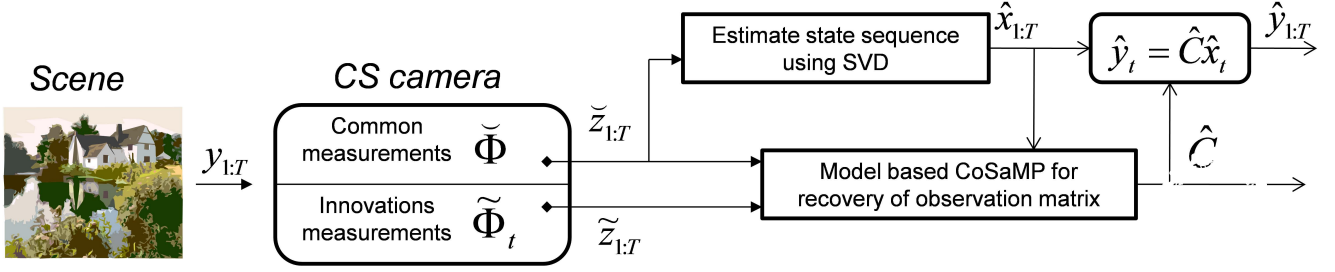 Scene
y₁:T
CS camera
Common
measurements Φ̆
Innovations
measurements Φ̃ₜ
z̆₁:T
z̃₁:T
Estimate state sequence
using SVD
x̂₁:T
Model based CoSaMP for
recovery of observation matrix
ŷₜ = Ĉx̂ₜ
Ĉ
ŷ₁:T